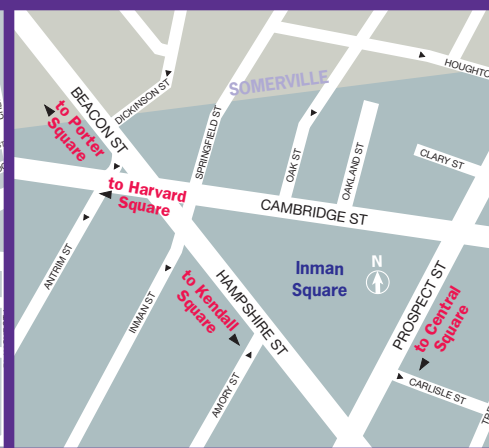 HOUGHTO
SOMERVILLE
DICKINSON ST
BEACON ST
to Porter
Square
SPRINGFIELD ST
OAK ST
OAKLAND ST
CLARY ST
to Harvard
Square
CAMBRIDGE ST
ANTRIM ST
INMAN ST
to Kendall
Square
HAMPSHIRE ST
Inman
Square
N
PROSPECT ST
to Central
Square
AMORY ST
CARLISLE ST